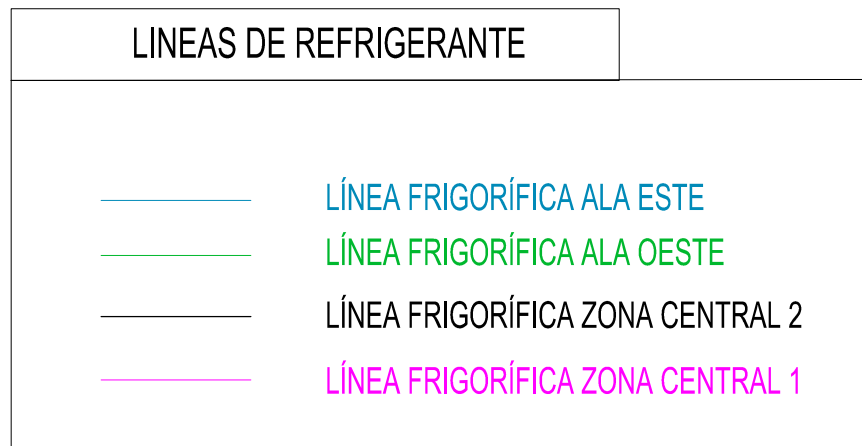 LINEAS DE REFRIGERANTE
LÍNEA FRIGORÍFICA ALA ESTE
LÍNEA FRIGORÍFICA ALA OESTE
LÍNEA FRIGORÍFICA ZONA CENTRAL 2
LÍNEA FRIGORÍFICA ZONA CENTRAL 1